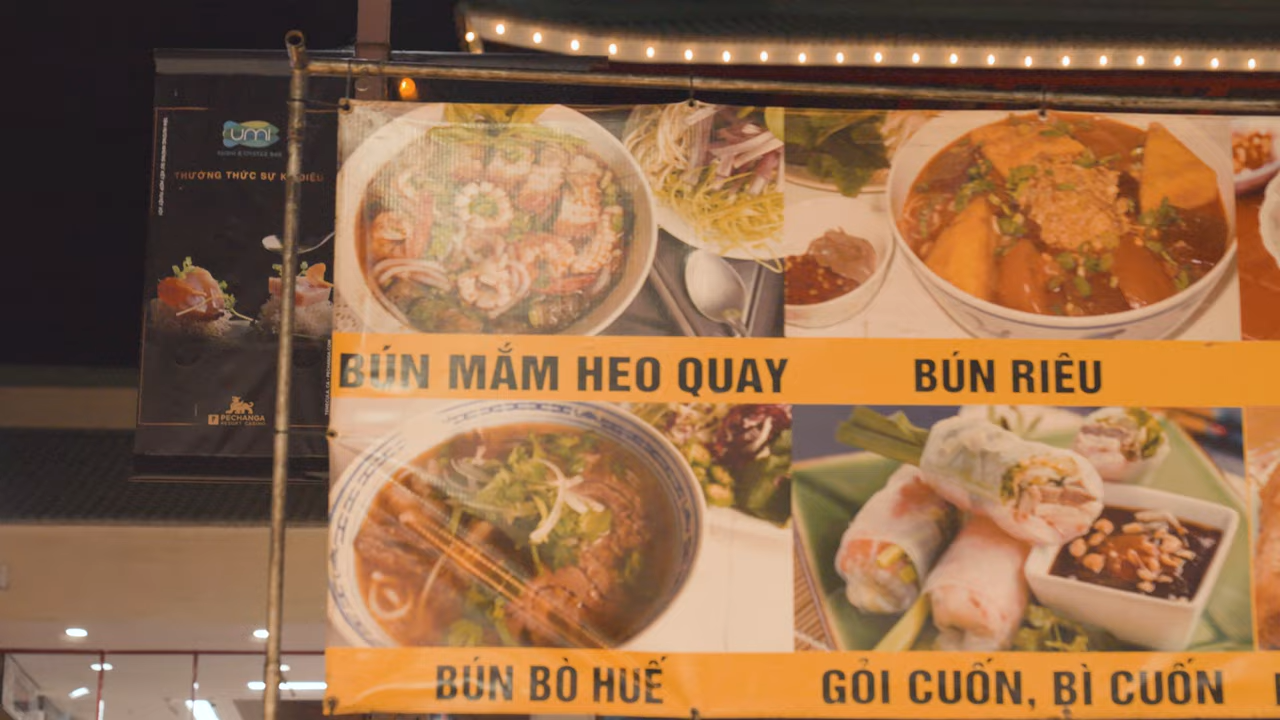 umi
THƯỞNG THỨC SỰ KỲ DIỆU
PECHANGA
RESORT CASINO
BÚN MẮM HEO QUAY
BÚN RIÊU
BÚN BÒ HUẾ
GỎI CUỐN, BÌ CUỐN